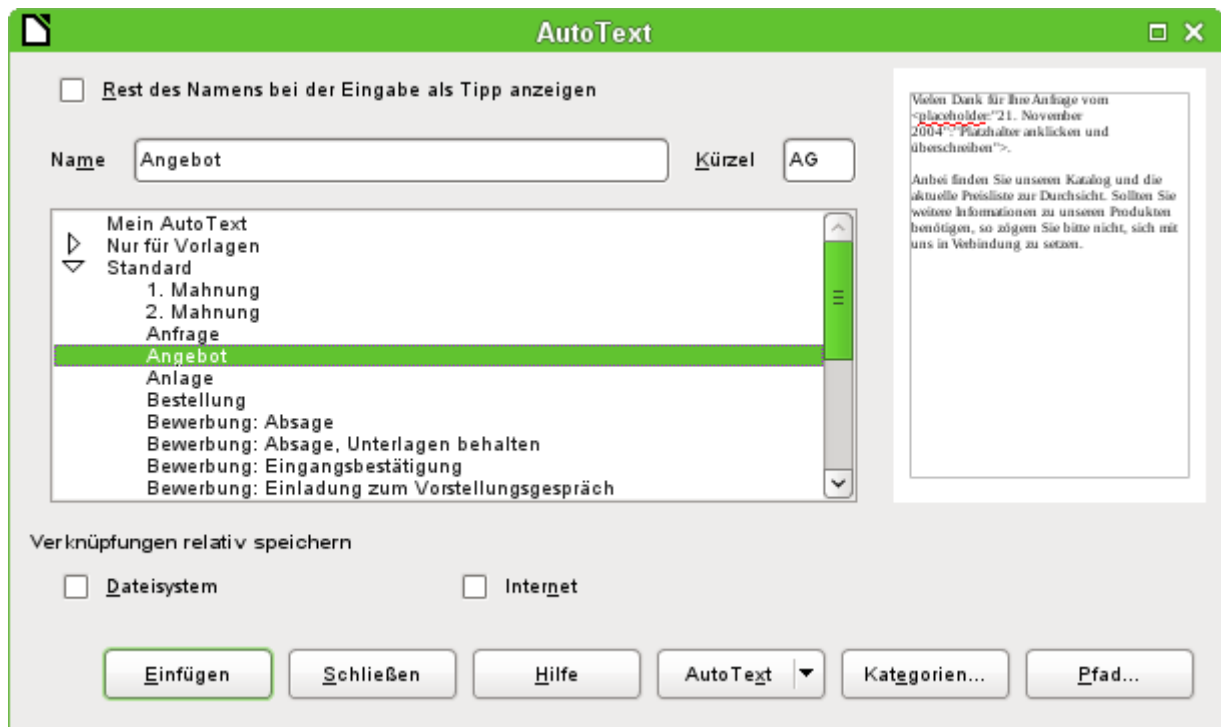 AutoText
Rest des Namens bei der Eingabe als Tipp anzeigen
Name Angebot Kürzel AG
Mein AutoText
Nur für Vorlagen
Standard
1. Mahnung
2. Mahnung
Anfrage
Angebot
Anlage
Bestellung
Bewerbung: Absage
Bewerbung: Absage, Unterlagen behalten
Bewerbung: Eingangsbestätigung
Bewerbung: Einladung zum Vorstellungsgespräch
Vielen Dank für Ihre Anfrage vom
<placeholder:"21. November
2004":"Platzhalter anklicken und
überschreiben">.
Anbei finden Sie unseren Katalog und die
aktuelle Preisliste zur Durchsicht. Sollten Sie
weitere Informationen zu unseren Produkten
benötigen, so zögern Sie bitte nicht, sich mit
uns in Verbindung zu setzen.
Verknüpfungen relativ speichern
Dateisystem Internet
Einfügen Schließen Hilfe AutoText Kategorien... Pfad...